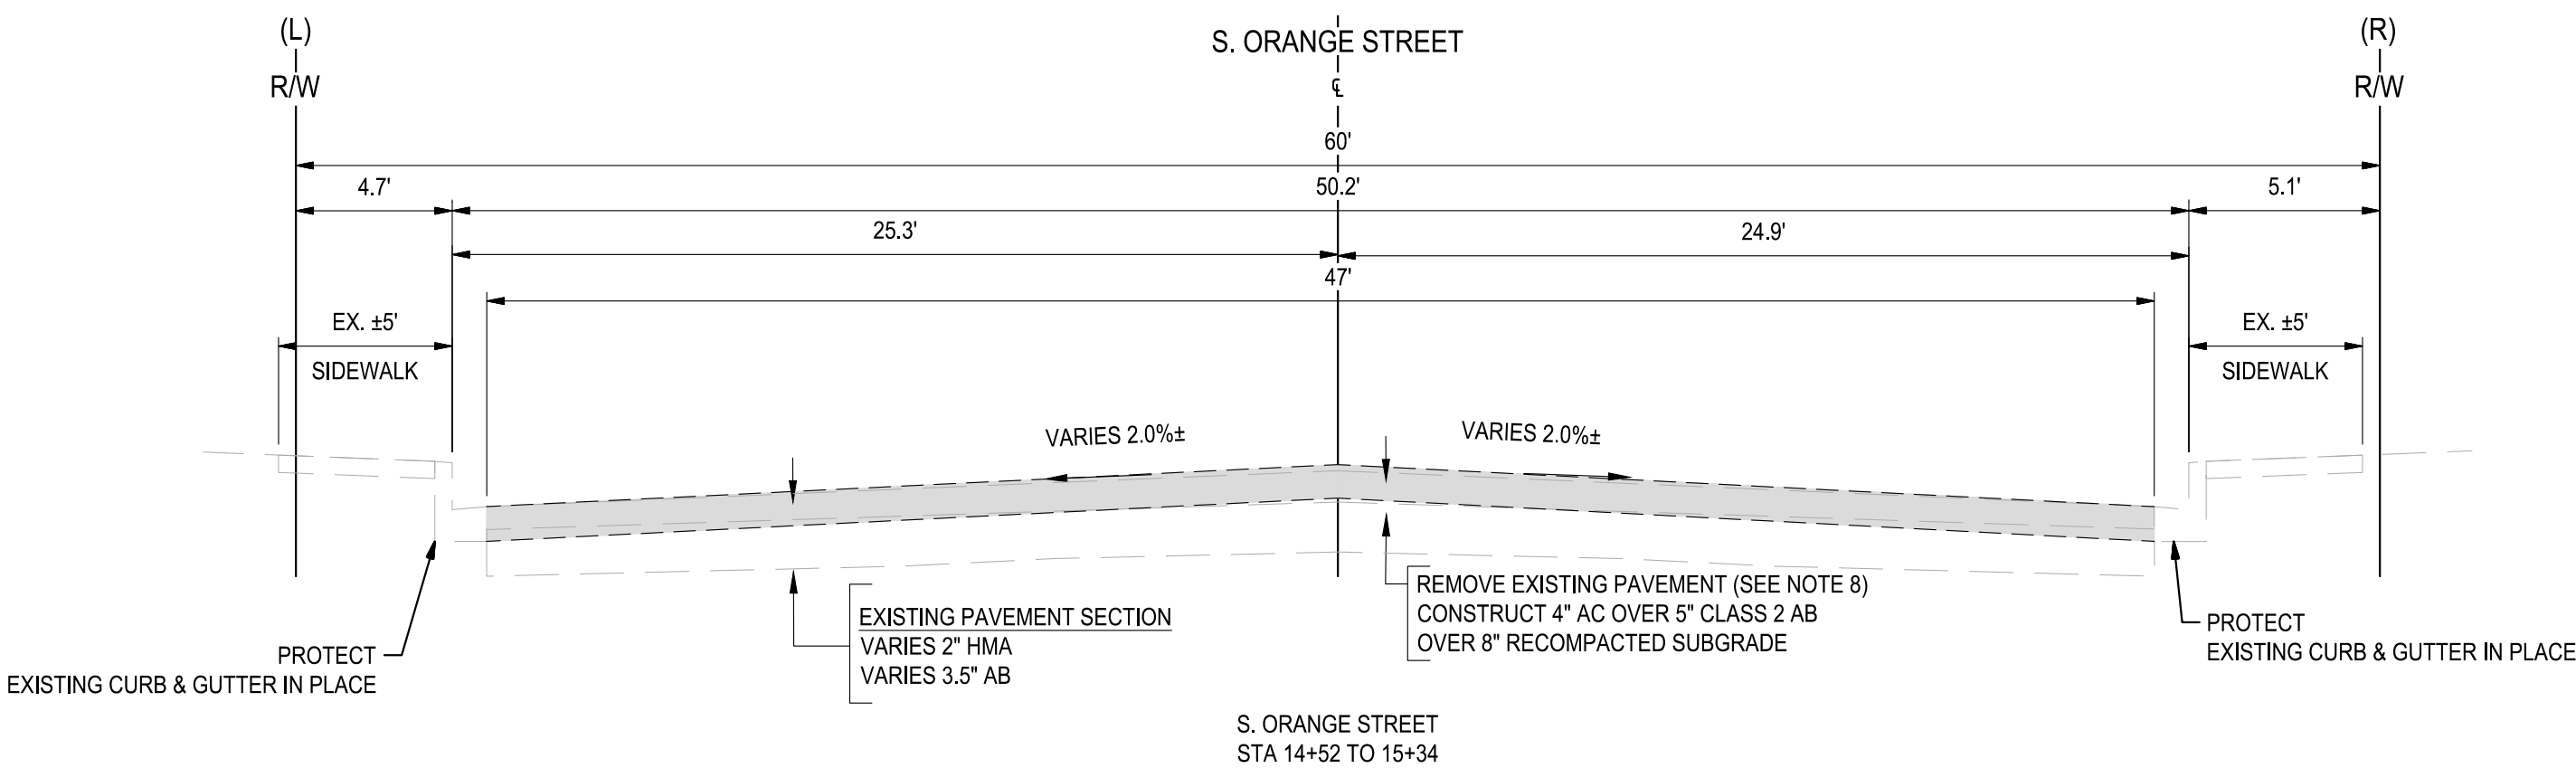 (L)
S. ORANGE STREET
(R)
R/W
℄
R/W
60'
4.7'
50.2'
5.1'
25.3'
24.9'
47'
EX. ±5'
SIDEWALK
EX. ±5'
SIDEWALK
VARIES 2.0%±
VARIES 2.0%±
EXISTING PAVEMENT SECTION
VARIES 2" HMA
VARIES 3.5" AB
REMOVE EXISTING PAVEMENT (SEE NOTE 8)
CONSTRUCT 4" AC OVER 5" CLASS 2 AB
OVER 8" RECOMPACTED SUBGRADE
PROTECT
EXISTING CURB & GUTTER IN PLACE
PROTECT
EXISTING CURB & GUTTER IN PLACE
S. ORANGE STREET
STA 14+52 TO 15+34